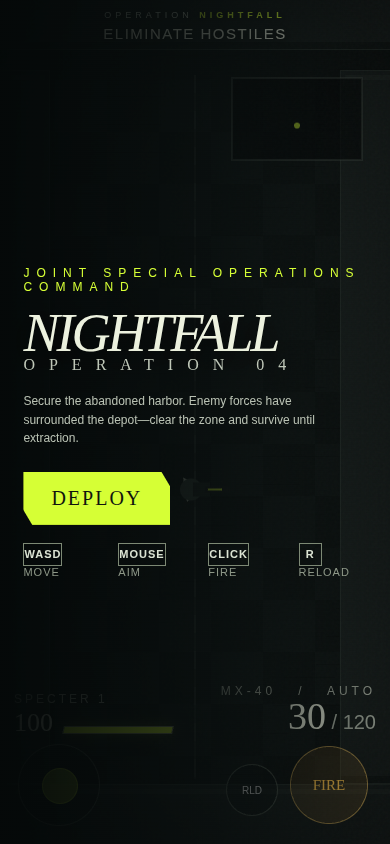 OPERATION NIGHTFALL
ELIMINATE HOSTILES
JOINT SPECIAL OPERATIONS
COMMAND
NIGHTFALL
OPERATION 04
Secure the abandoned harbor. Enemy forces have
surrounded the depot—clear the zone and survive until
extraction.
DEPLOY
WASD MOUSE CLICK R
MOVE AIM FIRE RELOAD
SPECTER 1
MX-40 / AUTO
100
30 / 120
RLD
FIRE